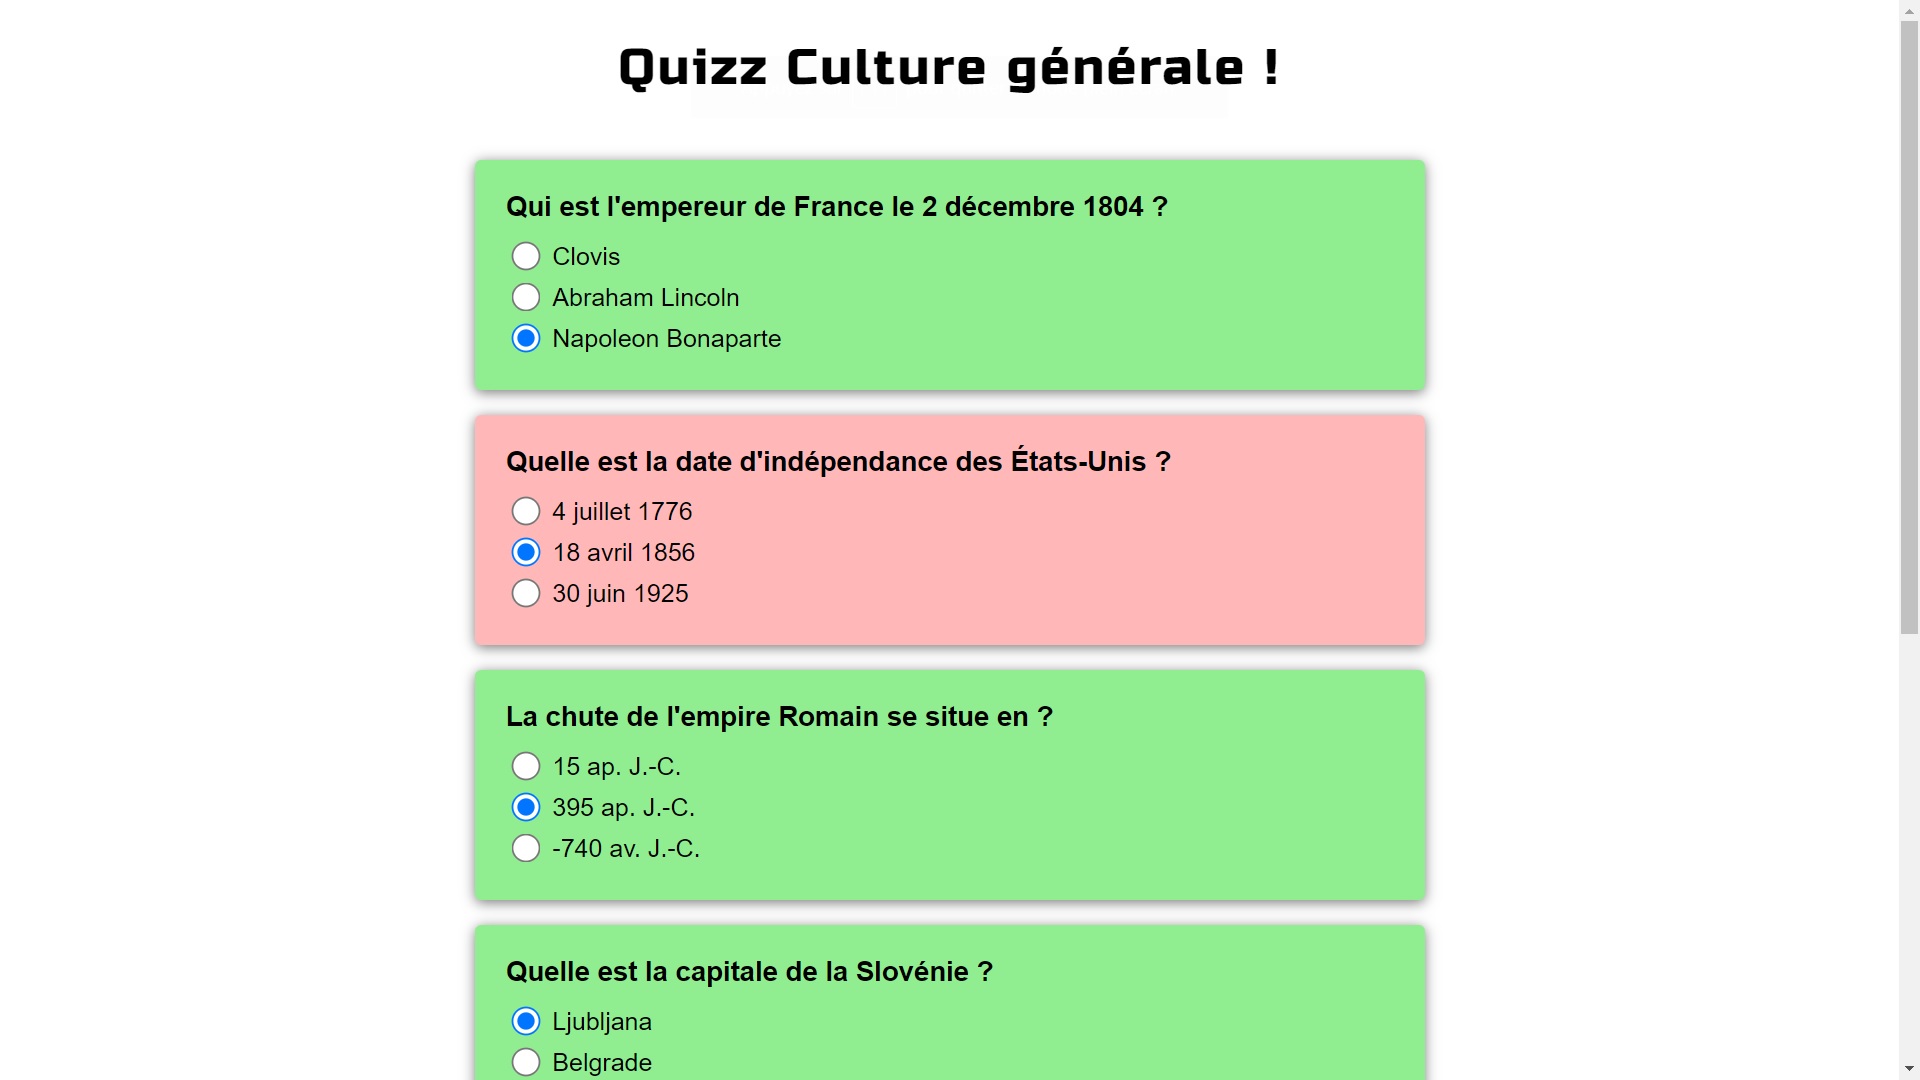 Quizz Culture générale !
Qui est l'empereur de France le 2 décembre 1804 ?
Clovis
Abraham Lincoln
Napoleon Bonaparte
Quelle est la date d'indépendance des États-Unis ?
4 juillet 1776
18 avril 1856
30 juin 1925
La chute de l'empire Romain se situe en ?
15 ap. J.-C.
395 ap. J.-C.
-740 av. J.-C.
Quelle est la capitale de la Slovénie ?
Ljubljana
Belgrade